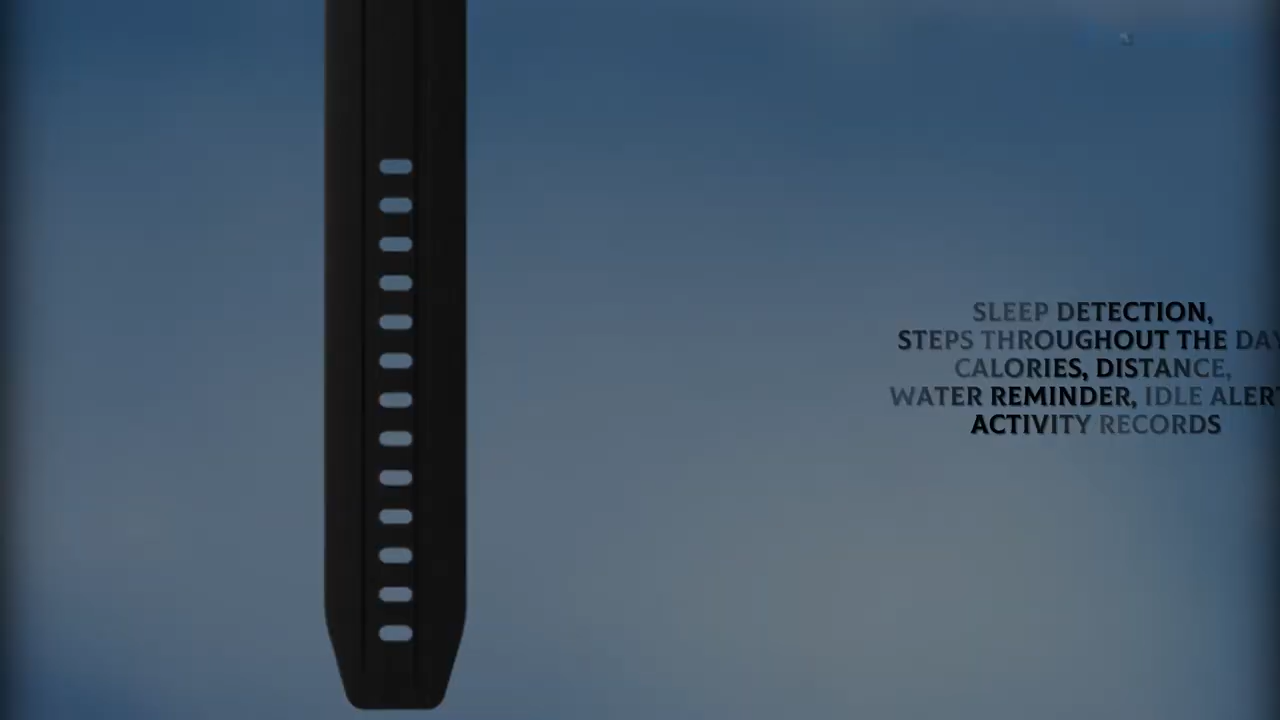 SLEEP DETECTION,
STEPS THROUGHOUT THE DAY
CALORIES, DISTANCE,
WATER REMINDER, IDLE ALERT
ACTIVITY RECORDS